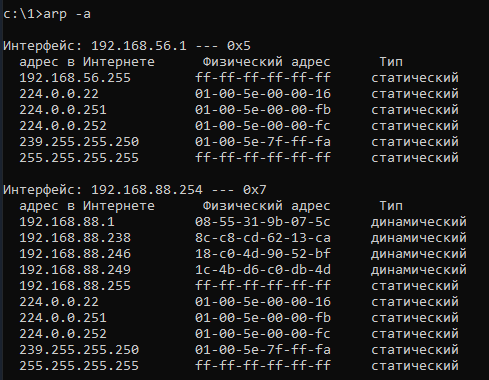 c:\1>arp -a
Интерфейс: 192.168.56.1 --- 0x5
адрес в Интернете Физический адрес Тип
192.168.56.255 ff-ff-ff-ff-ff-ff статический
224.0.0.22 01-00-5e-00-00-16 статический
224.0.0.251 01-00-5e-00-00-fb статический
224.0.0.252 01-00-5e-00-00-fc статический
239.255.255.250 01-00-5e-7f-ff-fa статический
255.255.255.255 ff-ff-ff-ff-ff-ff статический
Интерфейс: 192.168.88.254 --- 0x7
адрес в Интернете Физический адрес Тип
192.168.88.1 08-55-31-9b-07-5c динамический
192.168.88.238 8c-c8-cd-62-13-ca динамический
192.168.88.246 18-c0-4d-90-52-bf динамический
192.168.88.249 1c-4b-d6-c0-db-4d динамический
192.168.88.255 ff-ff-ff-ff-ff-ff статический
224.0.0.22 01-00-5e-00-00-16 статический
224.0.0.251 01-00-5e-00-00-fb статический
224.0.0.252 01-00-5e-00-00-fc статический
239.255.255.250 01-00-5e-7f-ff-fa статический
255.255.255.255 ff-ff-ff-ff-ff-ff статический